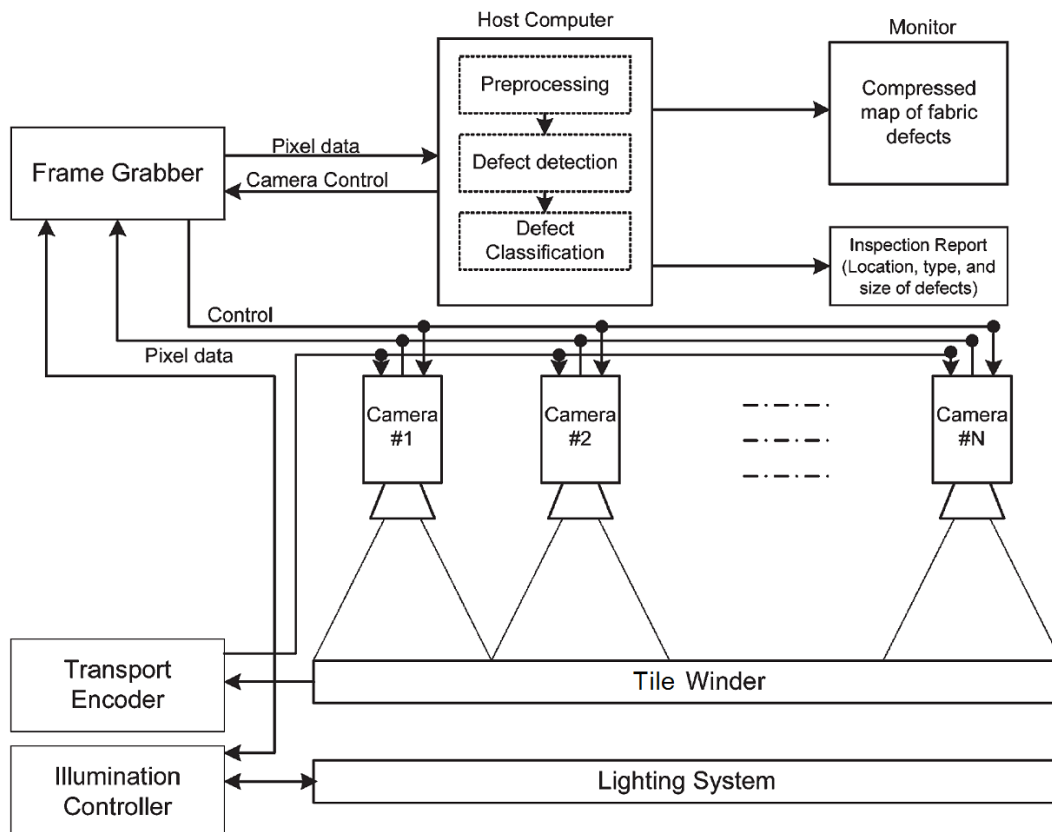 Host Computer
Monitor
Preprocessing
Defect detection
Defect
Classification
Compressed
map of fabric
defects
Frame Grabber
Pixel data
Camera Control
Inspection Report
(Location, type, and
size of defects)
Control
Pixel data
Camera
#1
Camera
#2
Camera
#N
Transport
Encoder
Tile Winder
Illumination
Controller
Lighting System